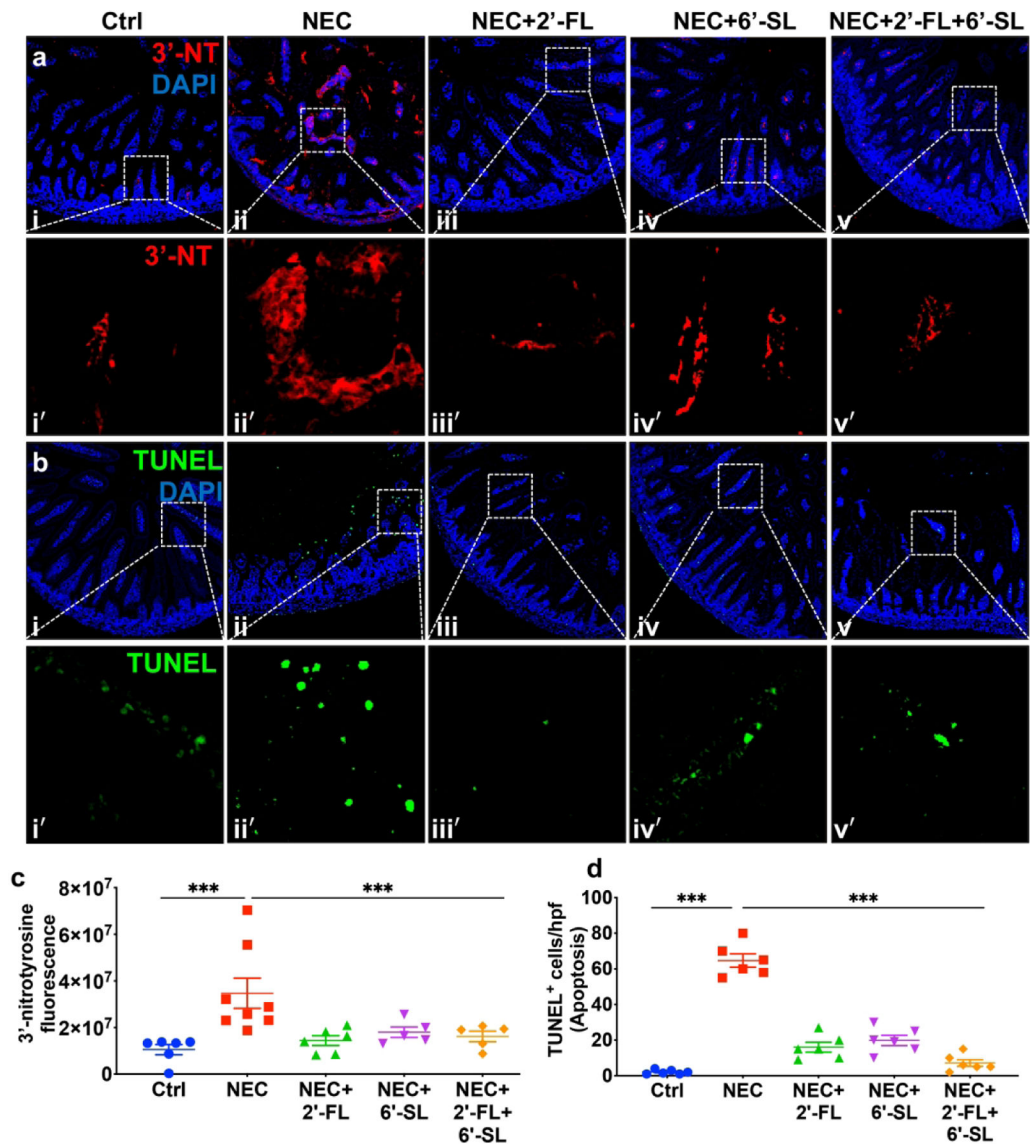 Ctrl NEC NEC+2’-FL NEC+6’-SL NEC+2’-FL+6’-SL
a 3’-NT
DAPI
i ii iii iv v
3’-NT
i′ ii′ iii′ iv′ v′
b TUNEL
DAPI
i ii iii iv v
TUNEL
i′ ii′ iii′ iv′ v′
c
3’-nitrotyrosine
fluorescence
8×10⁷
6×10⁷
4×10⁷
2×10⁷
0
*** ***
Ctrl NEC NEC+ NEC+ NEC+
2'-FL 6'-SL 2'-FL+
6'-SL
d
TUNEL⁺ cells/hpf
(Apoptosis)
100
80
60
40
20
0
*** ***
Ctrl NEC NEC+ NEC+ NEC+
2'-FL 6'-SL 2'-FL+
6'-SL